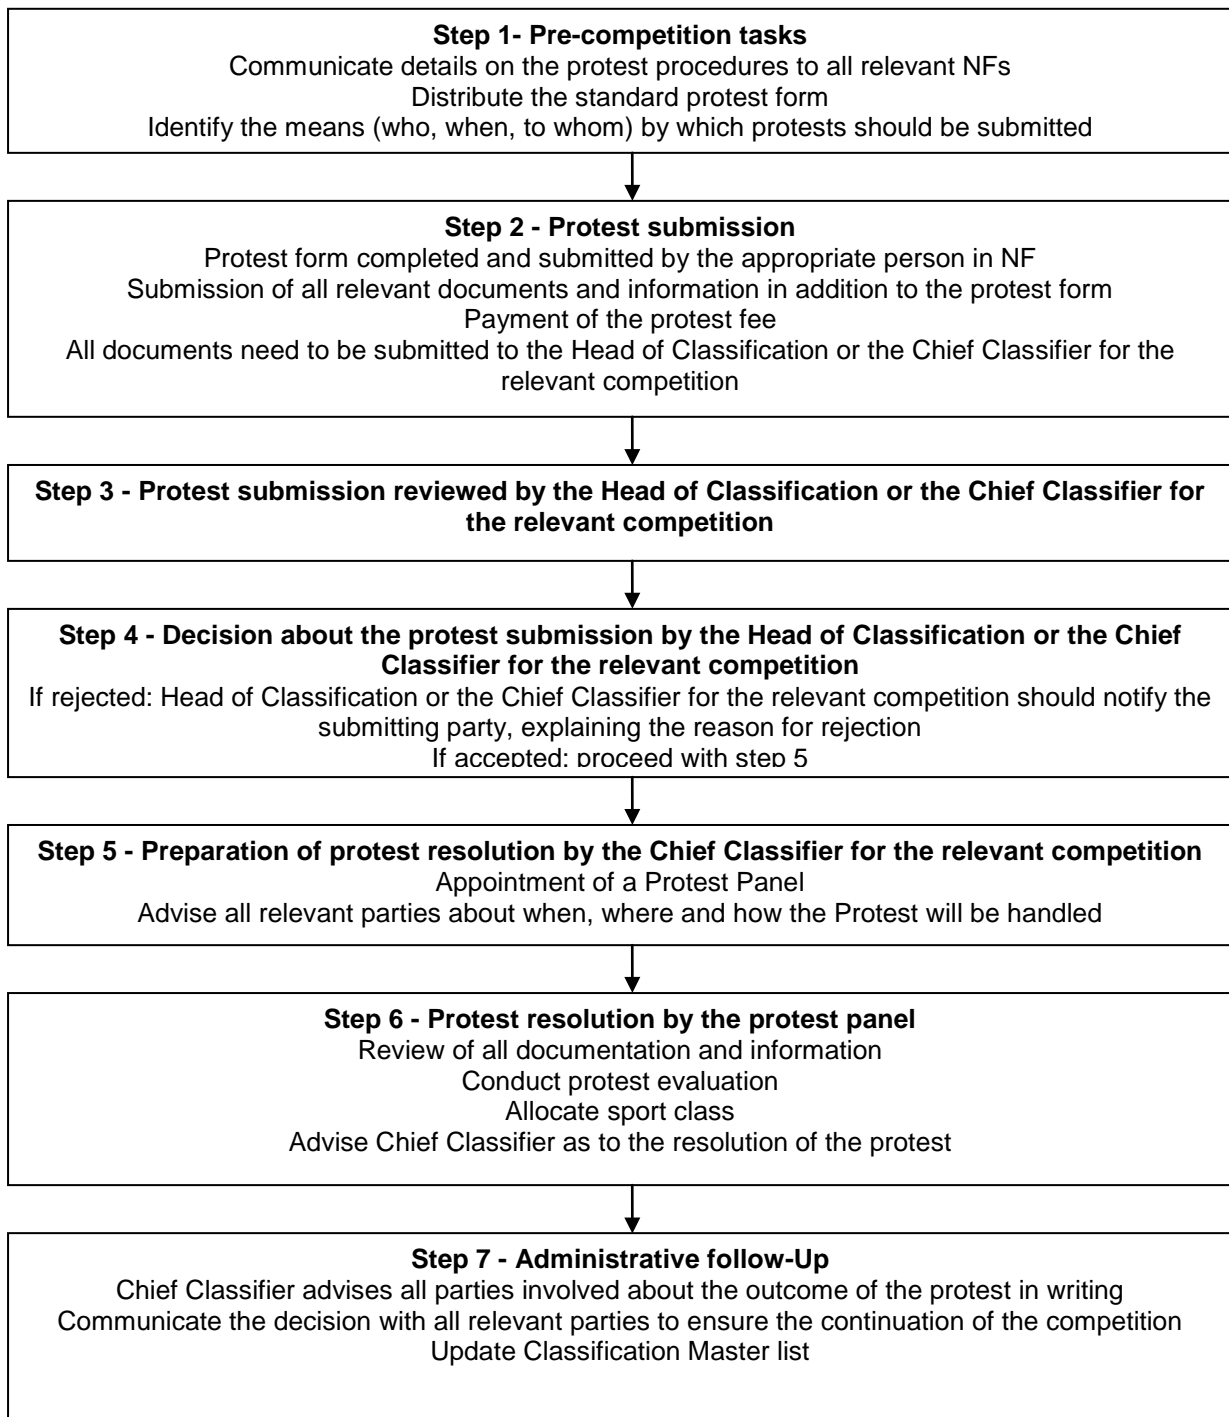 Step 1- Pre-competition tasks
Communicate details on the protest procedures to all relevant NFs
Distribute the standard protest form
Identify the means (who, when, to whom) by which protests should be submitted
Step 2 - Protest submission
Protest form completed and submitted by the appropriate person in NF
Submission of all relevant documents and information in addition to the protest form
Payment of the protest fee
All documents need to be submitted to the Head of Classification or the Chief Classifier for the
relevant competition
Step 3 - Protest submission reviewed by the Head of Classification or the Chief Classifier for
the relevant competition
Step 4 - Decision about the protest submission by the Head of Classification or the Chief
Classifier for the relevant competition
If rejected: Head of Classification or the Chief Classifier for the relevant competition should notify the
submitting party, explaining the reason for rejection
If accepted: proceed with step 5
Step 5 - Preparation of protest resolution by the Chief Classifier for the relevant competition
Appointment of a Protest Panel
Advise all relevant parties about when, where and how the Protest will be handled
Step 6 - Protest resolution by the protest panel
Review of all documentation and information
Conduct protest evaluation
Allocate sport class
Advise Chief Classifier as to the resolution of the protest
Step 7 - Administrative follow-Up
Chief Classifier advises all parties involved about the outcome of the protest in writing
Communicate the decision with all relevant parties to ensure the continuation of the competition
Update Classification Master list